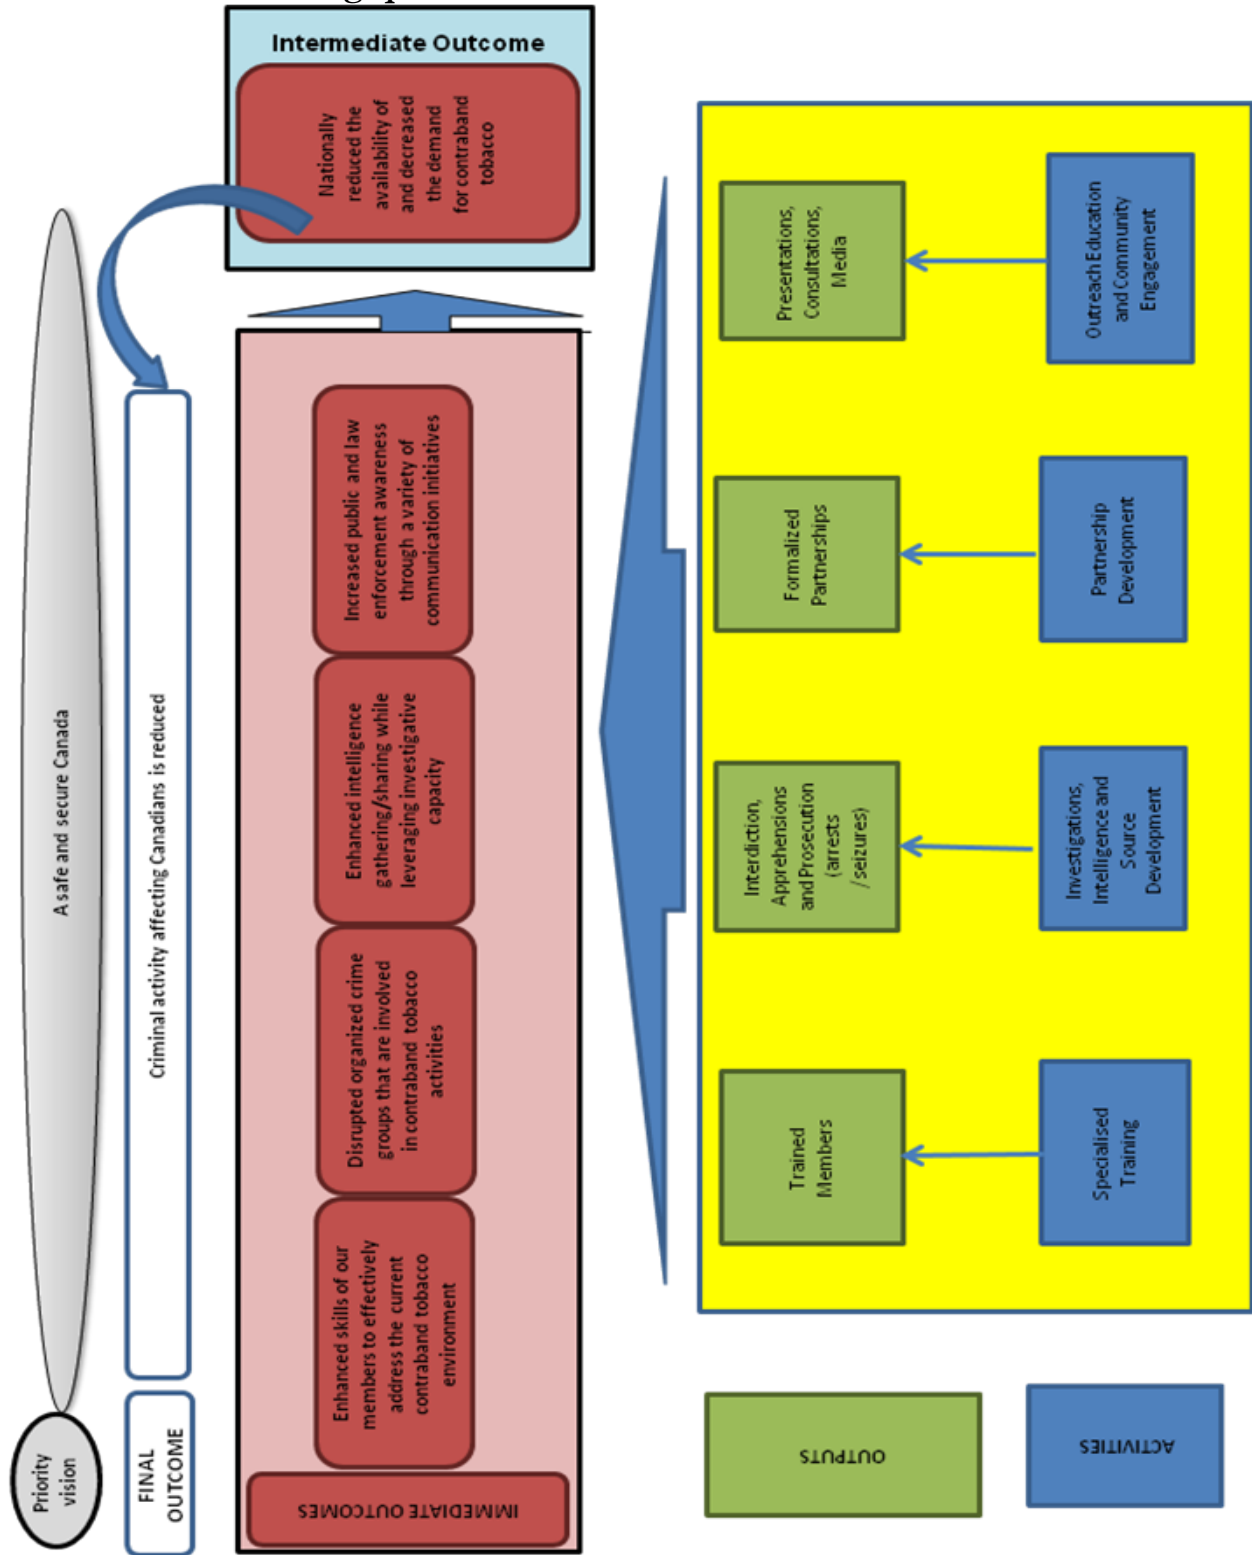 Priority
vision
A safe and secure Canada
FINAL
OUTCOME
Criminal activity affecting Canadians is reduced
Intermediate Outcome
Nationally
reduced the
availability of
and decreased
the demand
for contraband
tobacco
IMMEDIATE OUTCOMES
Enhanced skills of our
members to effectively
address the current
contraband tobacco
environment
Disrupted organized crime
groups that are involved
in contraband tobacco
activities
Enhanced intelligence
gathering/sharing while
leveraging investigative
capacity
Increased public and law
enforcement awareness
through a variety of
communication initiatives
OUTPUTS
Trained
Members
Interdiction,
Apprehensions
and Prosecution
(arrests
/seizures)
Formalized
Partnerships
Presentations,
Consultations,
Media
ACTIVITIES
Specialised
Training
Investigations,
Intelligence and
Source
Development
Partnership
Development
Outreach Education
and Community
Engagement